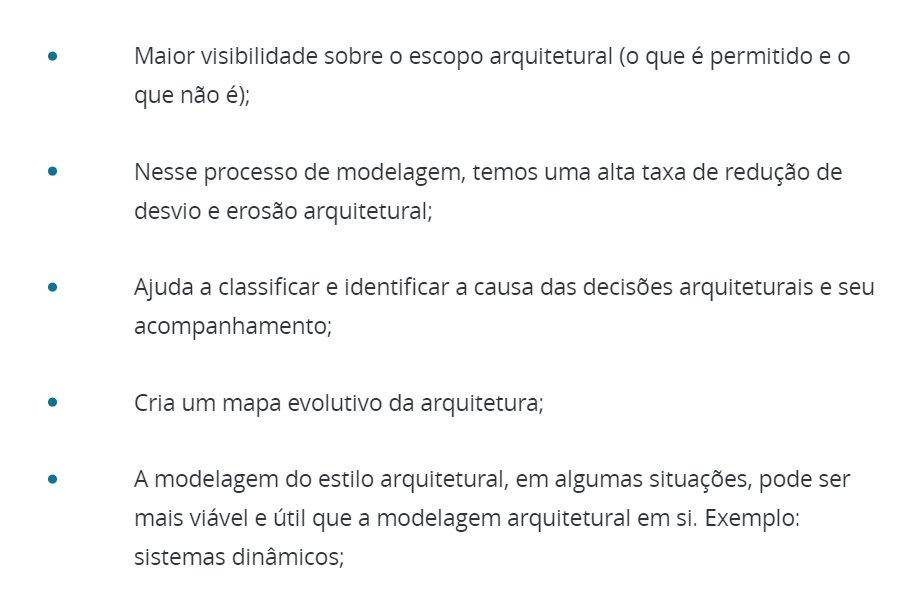 • Maior visibilidade sobre o escopo arquitetural (o que é permitido e o
que não é);
• Nesse processo de modelagem, temos uma alta taxa de redução de
desvio e erosão arquitetural;
• Ajuda a classificar e identificar a causa das decisões arquiteturais e seu
acompanhamento;
• Cria um mapa evolutivo da arquitetura;
• A modelagem do estilo arquitetural, em algumas situações, pode ser
mais viável e útil que a modelagem arquitetural em si. Exemplo:
sistemas dinâmicos;